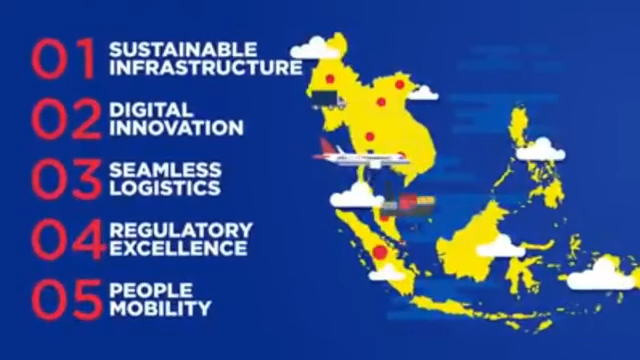 01 SUSTAINABLE
INFRASTRUCTURE
02 DIGITAL
INNOVATION
03 SEAMLESS
LOGISTICS
04 REGULATORY
EXCELLENCE
05 PEOPLE
MOBILITY